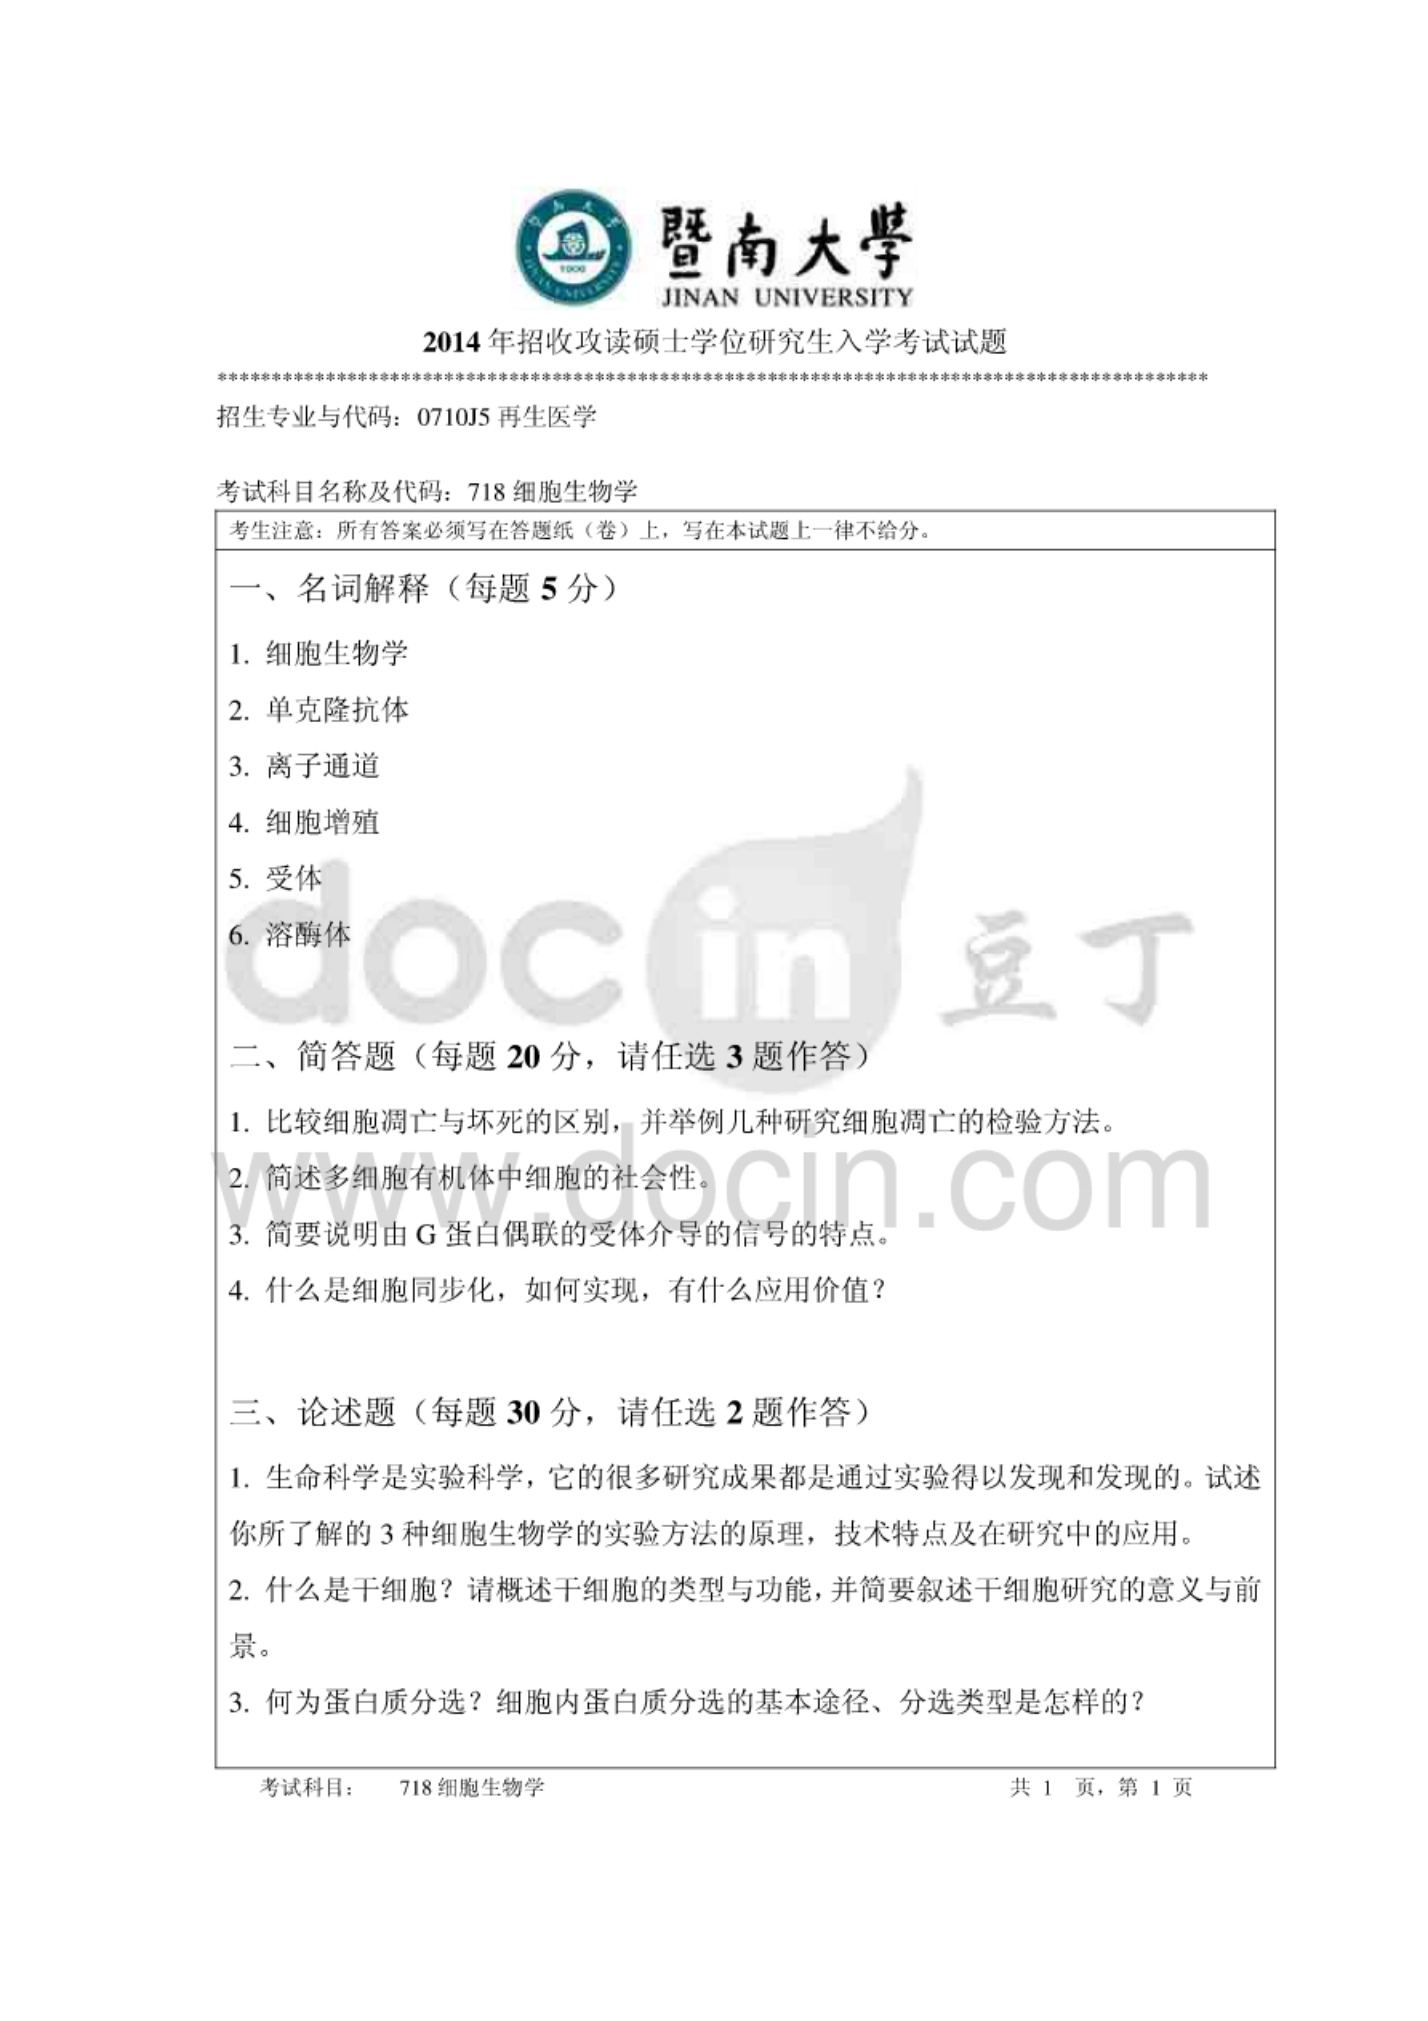 暨南大学
JINAN UNIVERSITY
2014 年招收攻读硕士学位研究生入学考试试题
********************************************************************************************
招生专业与代码：0710J5 再生医学
考试科目名称及代码：718 细胞生物学
考生注意：所有答案必须写在答题纸（卷）上，写在本试题上一律不给分。
一、名词解释（每题 5 分）
1. 细胞生物学
2. 单克隆抗体
3. 离子通道
4. 细胞增殖
5. 受体
6. 溶酶体
docin 豆丁
二、简答题（每题 20 分，请任选 3 题作答）
1. 比较细胞凋亡与坏死的区别，并举例几种研究细胞凋亡的检验方法。
www.docin.com
2. 简述多细胞有机体中细胞的社会性。
3. 简要说明由 G 蛋白偶联的受体介导的信号的特点。
4. 什么是细胞同步化，如何实现，有什么应用价值？
三、论述题（每题 30 分，请任选 2 题作答）
1. 生命科学是实验科学，它的很多研究成果都是通过实验得以发现和发现的。试述
你所了解的 3 种细胞生物学的实验方法的原理，技术特点及在研究中的应用。
2. 什么是干细胞？请概述干细胞的类型与功能，并简要叙述干细胞研究的意义与前
景。
3. 何为蛋白质分选？细胞内蛋白质分选的基本途径、分选类型是怎样的？
考试科目： 718 细胞生物学 共 1 页，第 1 页